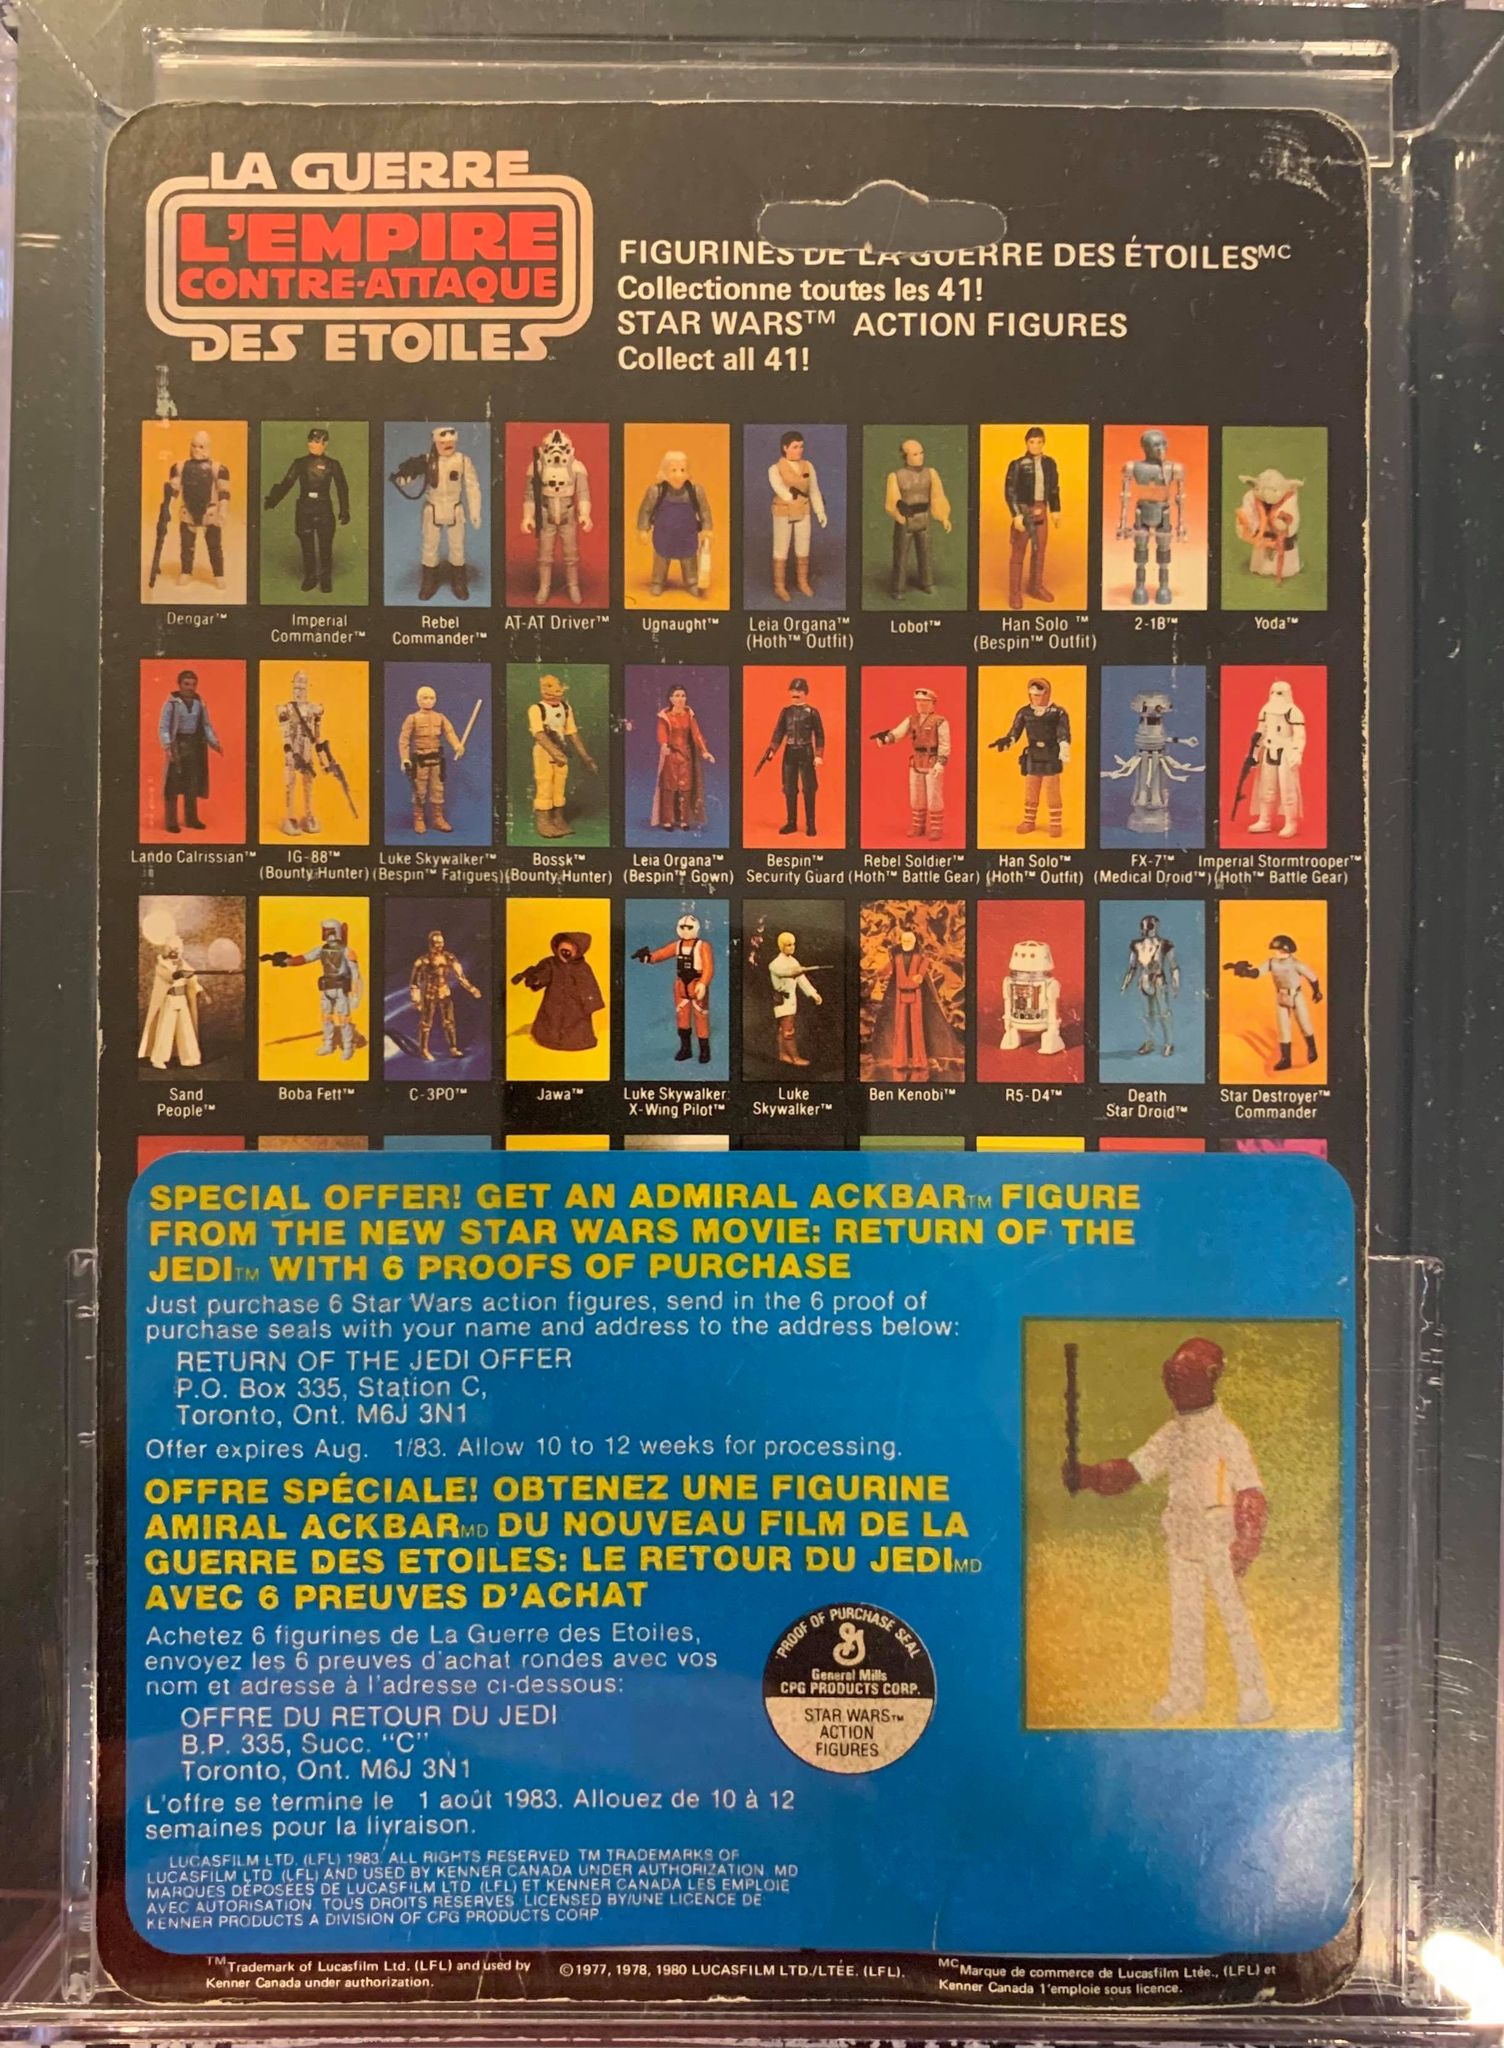 LA GUERRE
L'EMPIRE
CONTRE-ATTAQUE
DES ETOILES
FIGURINES DE LA GUERRE DES ÉTOILES MC
Collectionne toutes les 41!
STAR WARS™ ACTION FIGURES
Collect all 41!
Dengar™
Imperial
Commander™
Rebel
Commander™
AT-AT Driver™
Ugnaught™
Leia Organa™
(Hoth™ Outfit)
Lobot™
Han Solo™
(Bespin™ Outfit)
2-1B™
Yoda™
Lando Calrissian™
IG-88™
(Bounty Hunter)
Luke Skywalker™
(Bespin™ Fatigues)
Bossk™
(Bounty Hunter)
Leia Organa™
(Bespin™ Gown)
Bespin™
Security Guard
Rebel Soldier™
(Hoth™ Battle Gear)
Han Solo™
(Hoth™ Outfit)
FX-7™
(Medical Droid™)
Imperial Stormtrooper™
(Hoth™ Battle Gear)
Sand
People™
Boba Fett™
C-3PO™
Jawa™
Luke Skywalker:
X-Wing Pilot™
Luke
Skywalker™
Ben Kenobi™
R5-D4™
Death
Star Droid™
Star Destroyer™
Commander
SPECIAL OFFER! GET AN ADMIRAL ACKBAR TM FIGURE
FROM THE NEW STAR WARS MOVIE: RETURN OF THE
JEDI TM WITH 6 PROOFS OF PURCHASE
Just purchase 6 Star Wars action figures, send in the 6 proof of
purchase seals with your name and address to the address below:
RETURN OF THE JEDI OFFER
P.O. Box 335, Station C,
Toronto, Ont. M6J 3N1
Offer expires Aug. 1/83. Allow 10 to 12 weeks for processing.
OFFRE SPÉCIALE! OBTENEZ UNE FIGURINE
AMIRAL ACKBAR MD DU NOUVEAU FILM DE LA
GUERRE DES ETOILES: LE RETOUR DU JEDI MD
AVEC 6 PREUVES D'ACHAT
Achetez 6 figurines de La Guerre des Etoiles,
envoyez les 6 preuves d'achat rondes avec vos
nom et adresse à l'adresse ci-dessous:
OFFRE DU RETOUR DU JEDI
B.P. 335, Succ. "C"
Toronto, Ont. M6J 3N1
L'offre se termine le 1 août 1983. Allouez de 10 à 12
semaines pour la livraison.
PROOF OF PURCHASE SEAL
G
General Mills
CPG PRODUCTS CORP.
STAR WARS™
ACTION
FIGURES
LUCASFILM LTD. (LFL) 1983. ALL RIGHTS RESERVED TM TRADEMARKS OF
LUCASFILM LTD (LFL) AND USED BY KENNER CANADA UNDER AUTHORIZATION. MD
MARQUES DÉPOSÉES DE LUCASFILM LTD (LFL) ET KENNER CANADA LES EMPLOIE
AVEC AUTORISATION. TOUS DROITS RESERVES. LICENSED BY/UNE LICENCE DE
KENNER PRODUCTS A DIVISION OF CPG PRODUCTS CORP.
TM Trademark of Lucasfilm Ltd. (LFL) and used by
Kenner Canada under authorization.
©1977, 1978, 1980 LUCASFILM LTD./LTÉE. (LFL).
MC Marque de commerce de Lucasfilm Ltée., (LFL) et
Kenner Canada l'emploie sous licence.